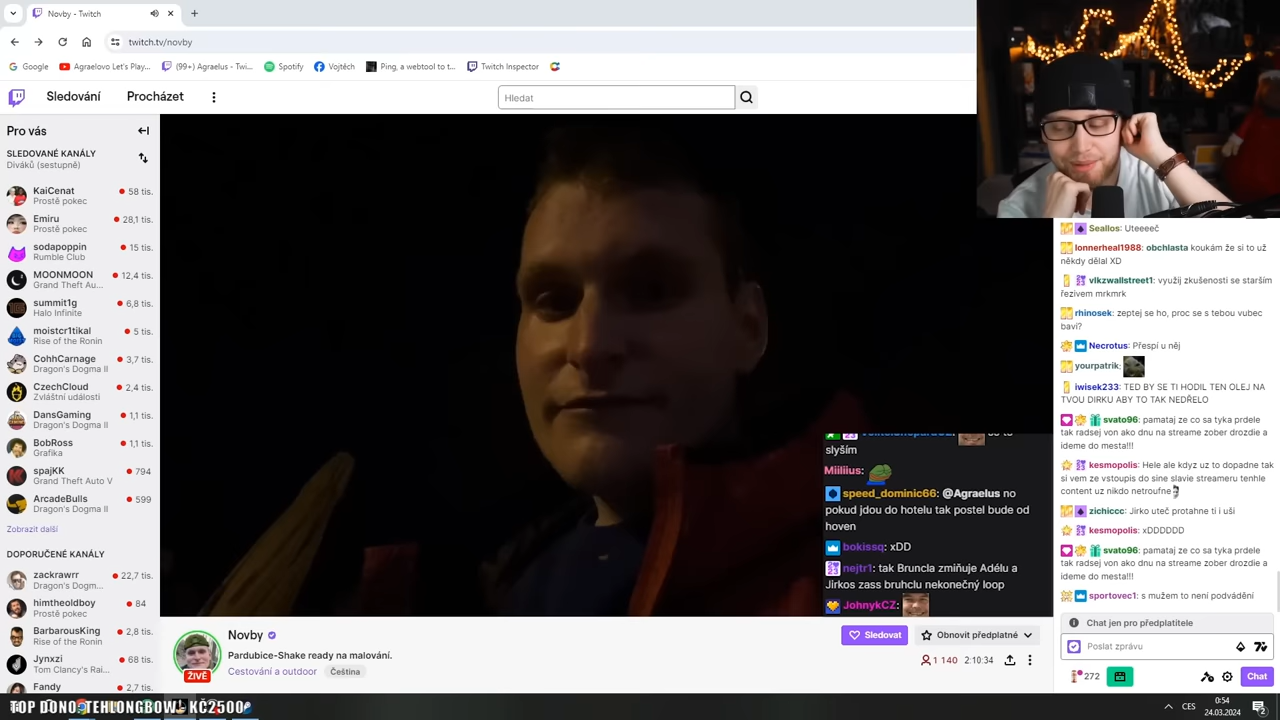 Novby - Twitch
twitch.tv/novby
Google
Agraelovo Let's Play...
(99+) Agraelus - Twi...
Spotify
Vojtěch
Ping, a webtool to t...
Twitch Inspector
Sledování
Procházet
Hledat
Pro vás
SLEDOVANÉ KANÁLY
Diváků (sestupně)
KaiCenat
58 tis.
Prostě pokec
Emiru
28,1 tis.
Prostě pokec
sodapoppin
15 tis.
Rumble Club
MOONMOON
12,4 tis.
Grand Theft Au...
summit1g
6,8 tis.
Halo Infinite
moistcr1tikal
5 tis.
Rise of the Ronin
CohhCarnage
3,7 tis.
Dragon's Dogma II
CzechCloud
2,4 tis.
Zvláštní události
DansGaming
1,1 tis.
Dragon's Dogma II
BobRoss
1,1 tis.
Grafika
spajKK
794
Grand Theft Auto V
ArcadeBulls
599
Dragon's Dogma II
Zobrazit další
DOPORUČENÉ KANÁLY
zackrawrr
22,7 tis.
Dragon's Dogm...
himtheoldboy
84
Prostě pokec
BarbarousKing
2,8 tis.
Rise of the Ronin
Jynxzi
68 tis.
Tom Clancy's Rai...
Fandy
2,7 tis.
slyším
Miiliius:
speed_dominic66: @Agraelus no
pokud jdou do hotelu tak postel bude od
hoven
bokissq: xDD
nejtr1: tak Bruncla zmiňuje Adélu a
Jirkos zass bruhclu nekonečný loop
JohnykCZ:
Novby
Pardubice-Shake ready na malování.
Cestování a outdoor
Čeština
ŽIVĚ
Sledovat
Obnovit předplatné
1 140
2:10:34
Seallos: Uteeeeč
lonnerheal1988: obchlasta koukám že si to už
někdy dělal XD
vlkzwallstreet1: využij zkušenosti se starším
řezivem mrkmrk
rhinosek: zeptej se ho, proc se s tebou vubec
bavi?
Necrotus: Přespí u něj
yourpatrik:
iwisek233: TED BY SE TI HODIL TEN OLEJ NA
TVOU DIRKU ABY TO TAK NEDŘELO
svato96: pamataj ze co sa tyka prdele
tak radsej von ako dnu na streame zober drozdie a
ideme do mesta!!!
kesmopolis: Hele ale kdyz uz to dopadne tak
si vem ze vstoupis do sine slavie streameru tenhle
content uz nikdo netroufne
zichiccc: Jirko uteč protahne ti i uši
kesmopolis: xDDDDDD
svato96: pamataj ze co sa tyka prdele
tak radsej von ako dnu na streame zober drozdie a
ideme do mesta!!!
sportovec1: s mužem to není podvádění
Chat jen pro předplatitele
Poslat zprávu
272
Chat
TOP DONO: TEHLONGBOW - KČ2500
CES
0:54
24.03.2024
2